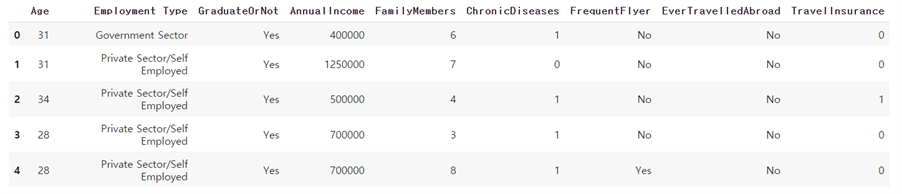 Age Employment Type GraduateOrNot AnnualIncome FamilyMembers ChronicDiseases FrequentFlyer EverTravelledAbroad TravelInsurance
0 31 Government Sector Yes 400000 6 1 No No 0
1 31 Private Sector/Self Employed Yes 1250000 7 0 No No 0
2 34 Private Sector/Self Employed Yes 500000 4 1 No No 1
3 28 Private Sector/Self Employed Yes 700000 3 1 No No 0
4 28 Private Sector/Self Employed Yes 700000 8 1 Yes No 0